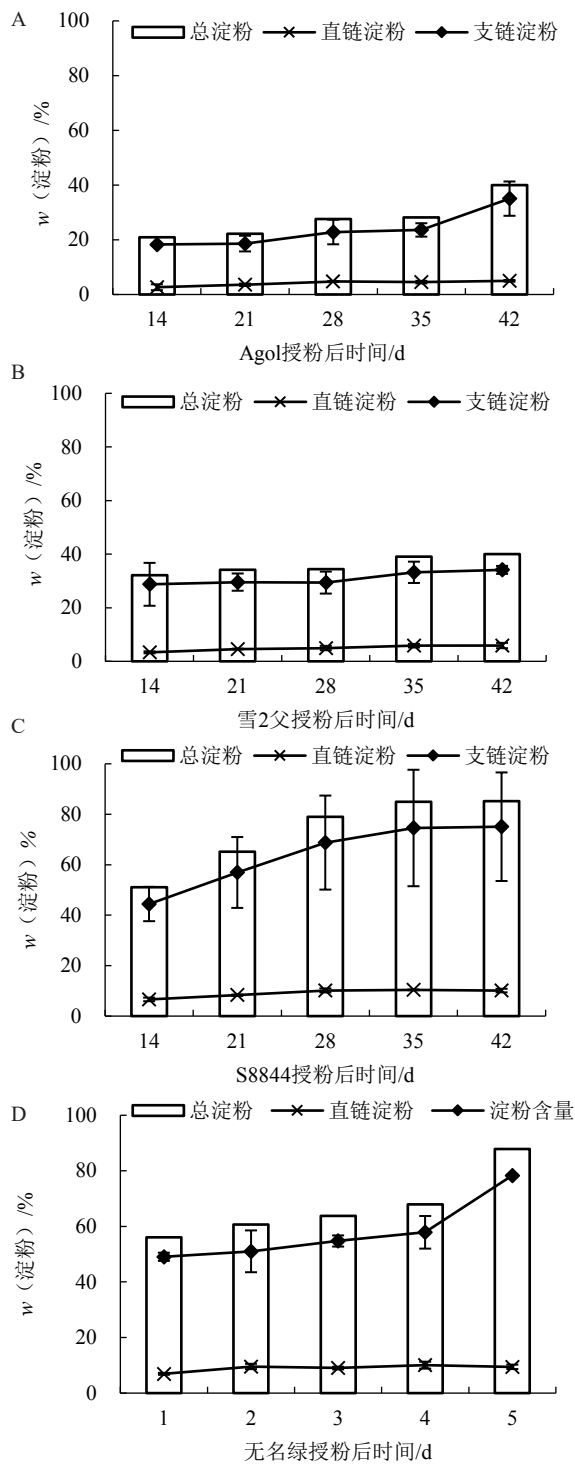 A
总淀粉 直链淀粉 支链淀粉
100
80
60
40
20
0
w（淀粉）/%
14 21 28 35 42
Agol授粉后时间/d
B
总淀粉 直链淀粉 支链淀粉
100
80
60
40
20
0
w（淀粉）/%
14 21 28 35 42
雪2父授粉后时间/d
C
总淀粉 直链淀粉 支链淀粉
100
80
60
40
20
0
w（淀粉）%
14 21 28 35 42
S8844授粉后时间/d
D
总淀粉 直链淀粉 淀粉含量
100
80
60
40
20
0
w（淀粉）/%
1 2 3 4 5
无名绿授粉后时间/d